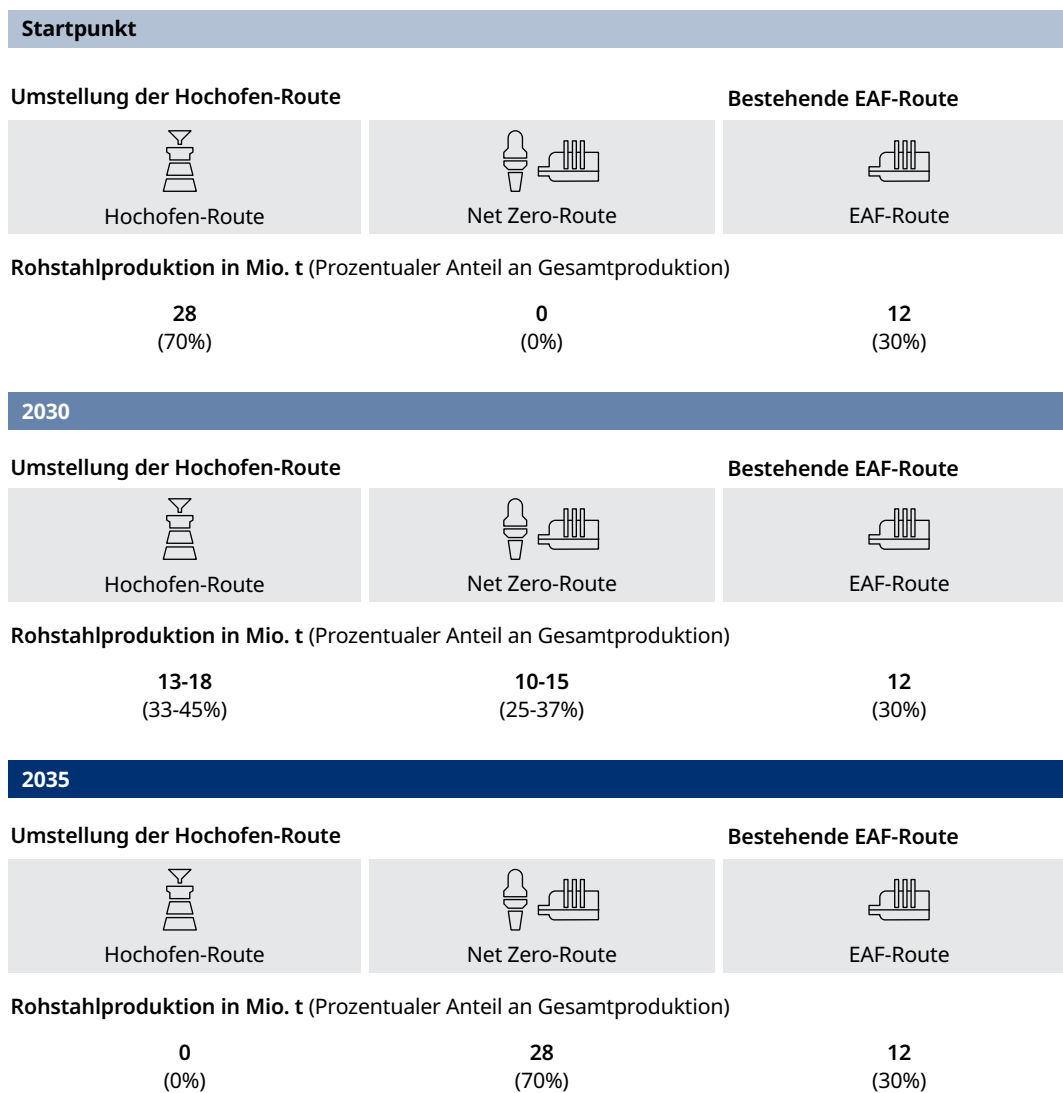 Startpunkt
Umstellung der Hochofen-Route
Bestehende EAF-Route
Hochofen-Route
Net Zero-Route
EAF-Route
Rohstahlproduktion in Mio. t (Prozentualer Anteil an Gesamtproduktion)
28
(70%)
0
(0%)
12
(30%)
2030
Umstellung der Hochofen-Route
Bestehende EAF-Route
Hochofen-Route
Net Zero-Route
EAF-Route
Rohstahlproduktion in Mio. t (Prozentualer Anteil an Gesamtproduktion)
13-18
(33-45%)
10-15
(25-37%)
12
(30%)
2035
Umstellung der Hochofen-Route
Bestehende EAF-Route
Hochofen-Route
Net Zero-Route
EAF-Route
Rohstahlproduktion in Mio. t (Prozentualer Anteil an Gesamtproduktion)
0
(0%)
28
(70%)
12
(30%)